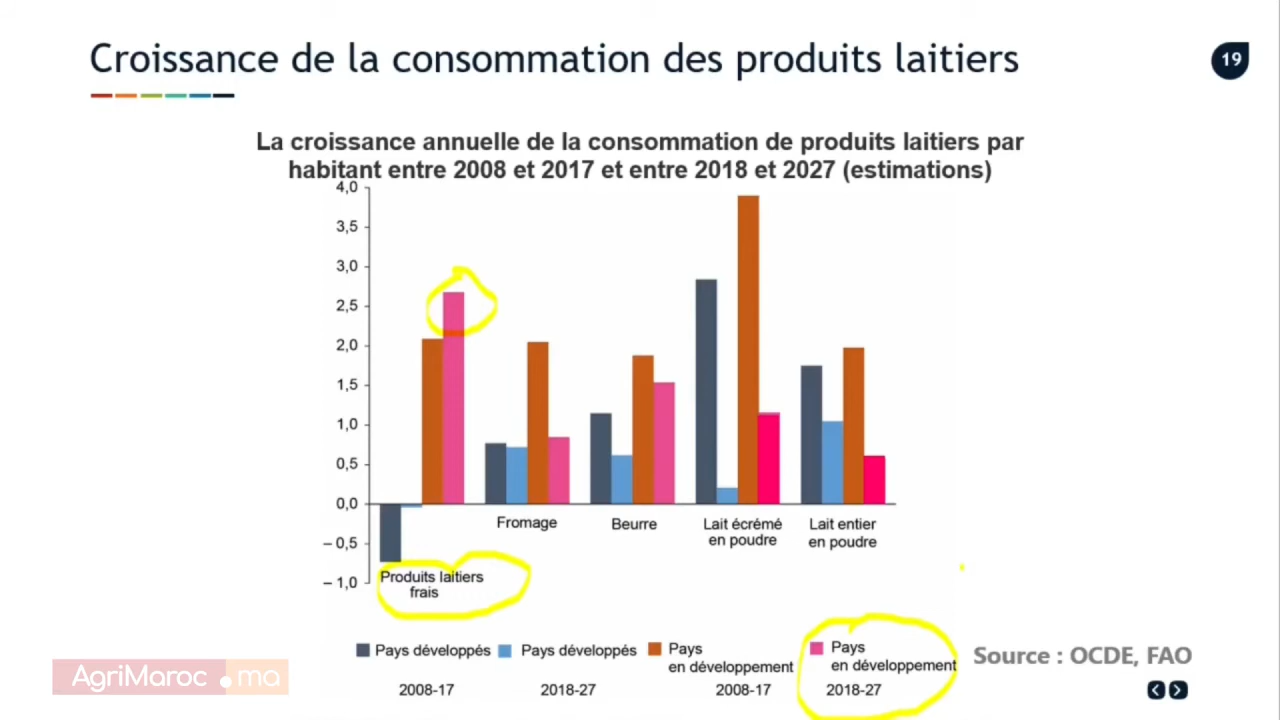 Croissance de la consommation des produits laitiers
19
La croissance annuelle de la consommation de produits laitiers par
habitant entre 2008 et 2017 et entre 2018 et 2027 (estimations)
4,0
3,5
3,0
2,5
2,0
1,5
1,0
0,5
0,0
– 0,5
– 1,0
Produits laitiers
frais
Fromage
Beurre
Lait écrémé
en poudre
Lait entier
en poudre
Pays développés
2008-17
Pays développés
2018-27
Pays
en développement
2008-17
Pays
en développement
2018-27
Source : OCDE, FAO
AgriMaroc.ma